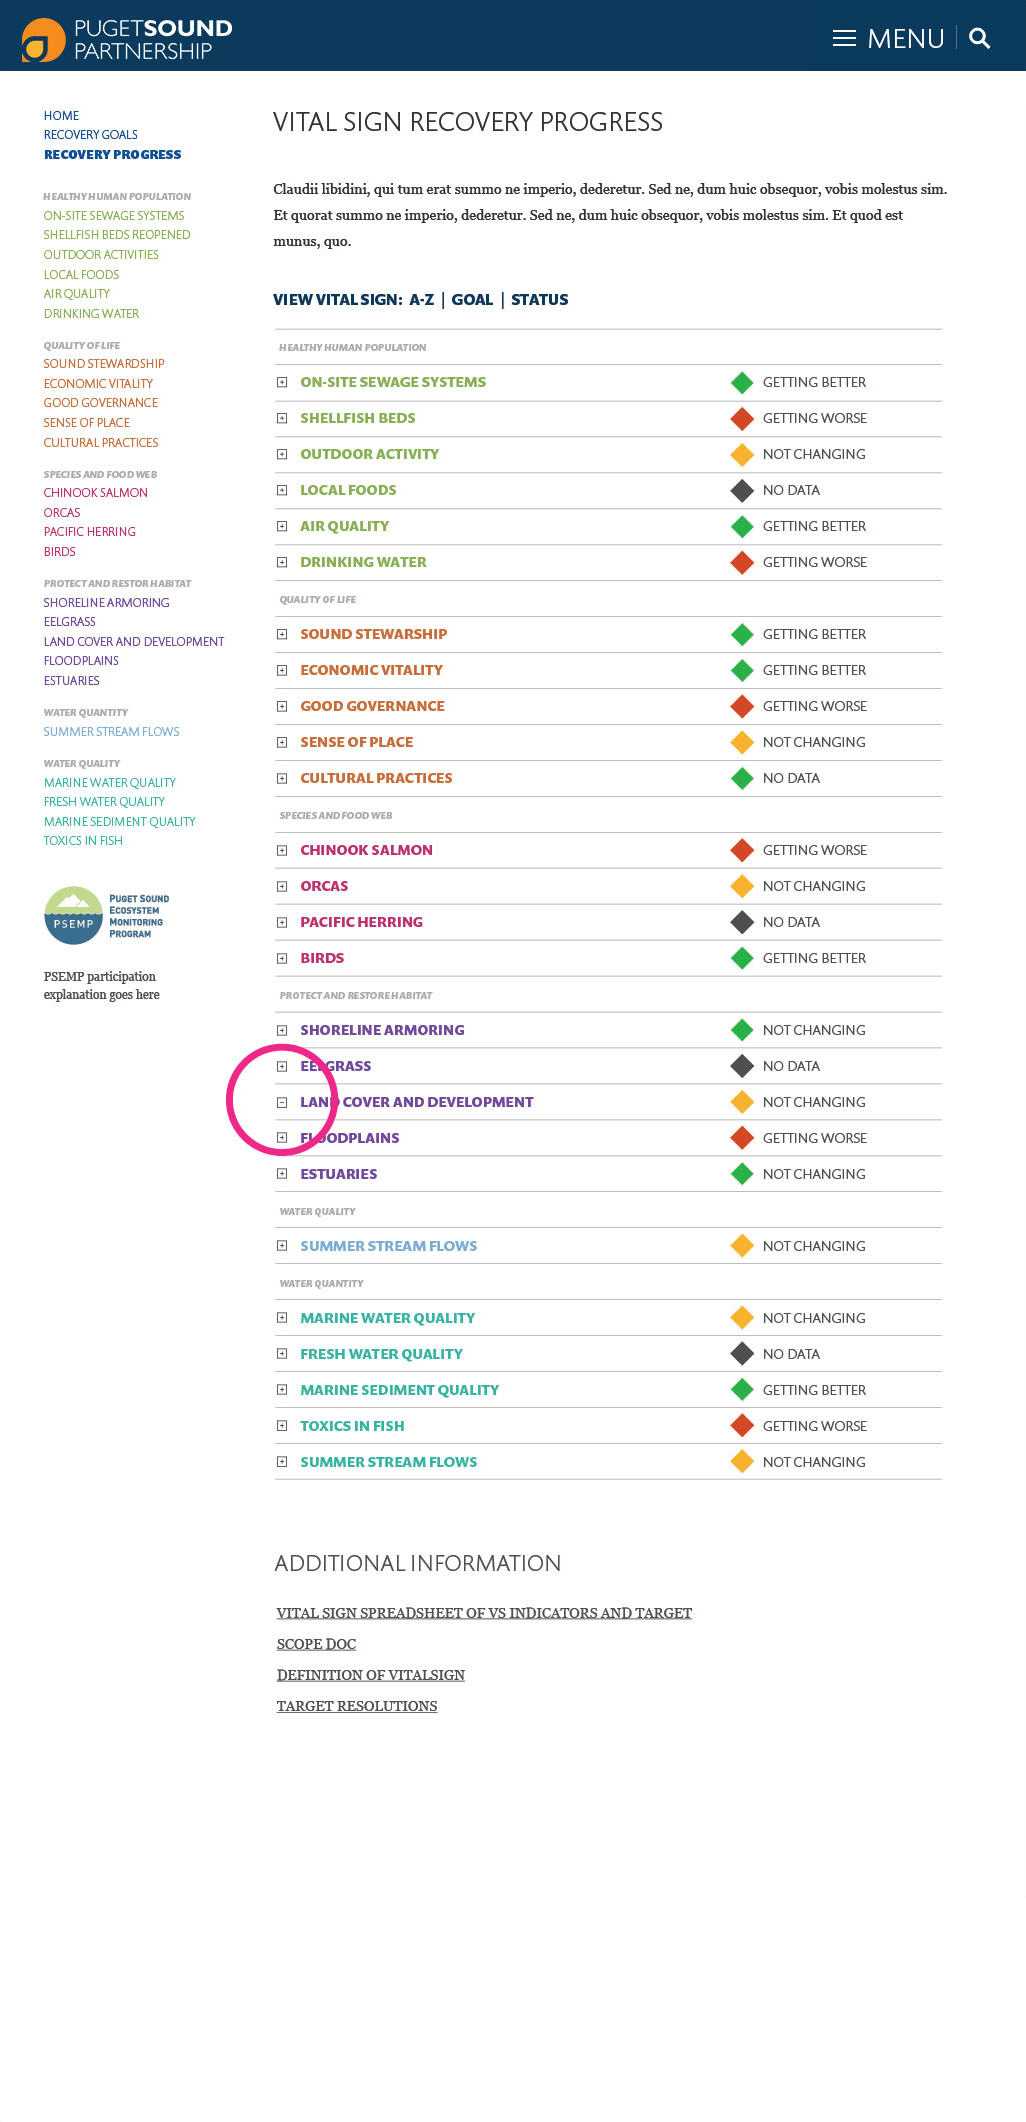 PUGETSOUND
PARTNERSHIP
MENU
HOME
RECOVERY GOALS
RECOVERY PROGRESS
HEALTHY HUMAN POPULATION
ON-SITE SEWAGE SYSTEMS
SHELLFISH BEDS REOPENED
OUTDOOR ACTIVITIES
LOCAL FOODS
AIR QUALITY
DRINKING WATER
QUALITY OF LIFE
SOUND STEWARDSHIP
ECONOMIC VITALITY
GOOD GOVERNANCE
SENSE OF PLACE
CULTURAL PRACTICES
SPECIES AND FOOD WEB
CHINOOK SALMON
ORCAS
PACIFIC HERRING
BIRDS
PROTECT AND RESTOR HABITAT
SHORELINE ARMORING
EELGRASS
LAND COVER AND DEVELOPMENT
FLOODPLAINS
ESTUARIES
WATER QUANTITY
SUMMER STREAM FLOWS
WATER QUALITY
MARINE WATER QUALITY
FRESH WATER QUALITY
MARINE SEDIMENT QUALITY
TOXICS IN FISH
PSEMP
PUGET SOUND
ECOSYSTEM
MONITORING
PROGRAM
PSEMP participation
explanation goes here
VITAL SIGN RECOVERY PROGRESS
Claudii libidini, qui tum erat summo ne imperio, dederetur. Sed ne, dum huic obsequor, vobis molestus sim.
Et quorat summo ne imperio, dederetur. Sed ne, dum huic obsequor, vobis molestus sim. Et quod est
munus, quo.
VIEW VITAL SIGN: A-Z | GOAL | STATUS
HEALTHY HUMAN POPULATION
ON-SITE SEWAGE SYSTEMS GETTING BETTER
SHELLFISH BEDS GETTING WORSE
OUTDOOR ACTIVITY NOT CHANGING
LOCAL FOODS NO DATA
AIR QUALITY GETTING BETTER
DRINKING WATER GETTING WORSE
QUALITY OF LIFE
SOUND STEWARSHIP GETTING BETTER
ECONOMIC VITALITY GETTING BETTER
GOOD GOVERNANCE GETTING WORSE
SENSE OF PLACE NOT CHANGING
CULTURAL PRACTICES NO DATA
SPECIES AND FOOD WEB
CHINOOK SALMON GETTING WORSE
ORCAS NOT CHANGING
PACIFIC HERRING NO DATA
BIRDS GETTING BETTER
PROTECT AND RESTORE HABITAT
SHORELINE ARMORING NOT CHANGING
EELGRASS NO DATA
LAND COVER AND DEVELOPMENT NOT CHANGING
FLOODPLAINS GETTING WORSE
ESTUARIES NOT CHANGING
WATER QUALITY
SUMMER STREAM FLOWS NOT CHANGING
WATER QUANTITY
MARINE WATER QUALITY NOT CHANGING
FRESH WATER QUALITY NO DATA
MARINE SEDIMENT QUALITY GETTING BETTER
TOXICS IN FISH GETTING WORSE
SUMMER STREAM FLOWS NOT CHANGING
ADDITIONAL INFORMATION
VITAL SIGN SPREADSHEET OF VS INDICATORS AND TARGET
SCOPE DOC
DEFINITION OF VITALSIGN
TARGET RESOLUTIONS